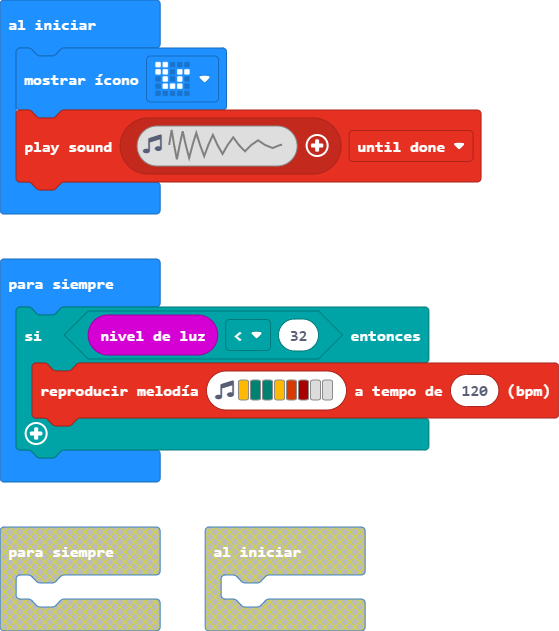 al iniciar
mostrar ícono
play sound until done
para siempre
si nivel de luz < 32 entonces
reproducir melodía a tempo de 120 (bpm)
para siempre al iniciar